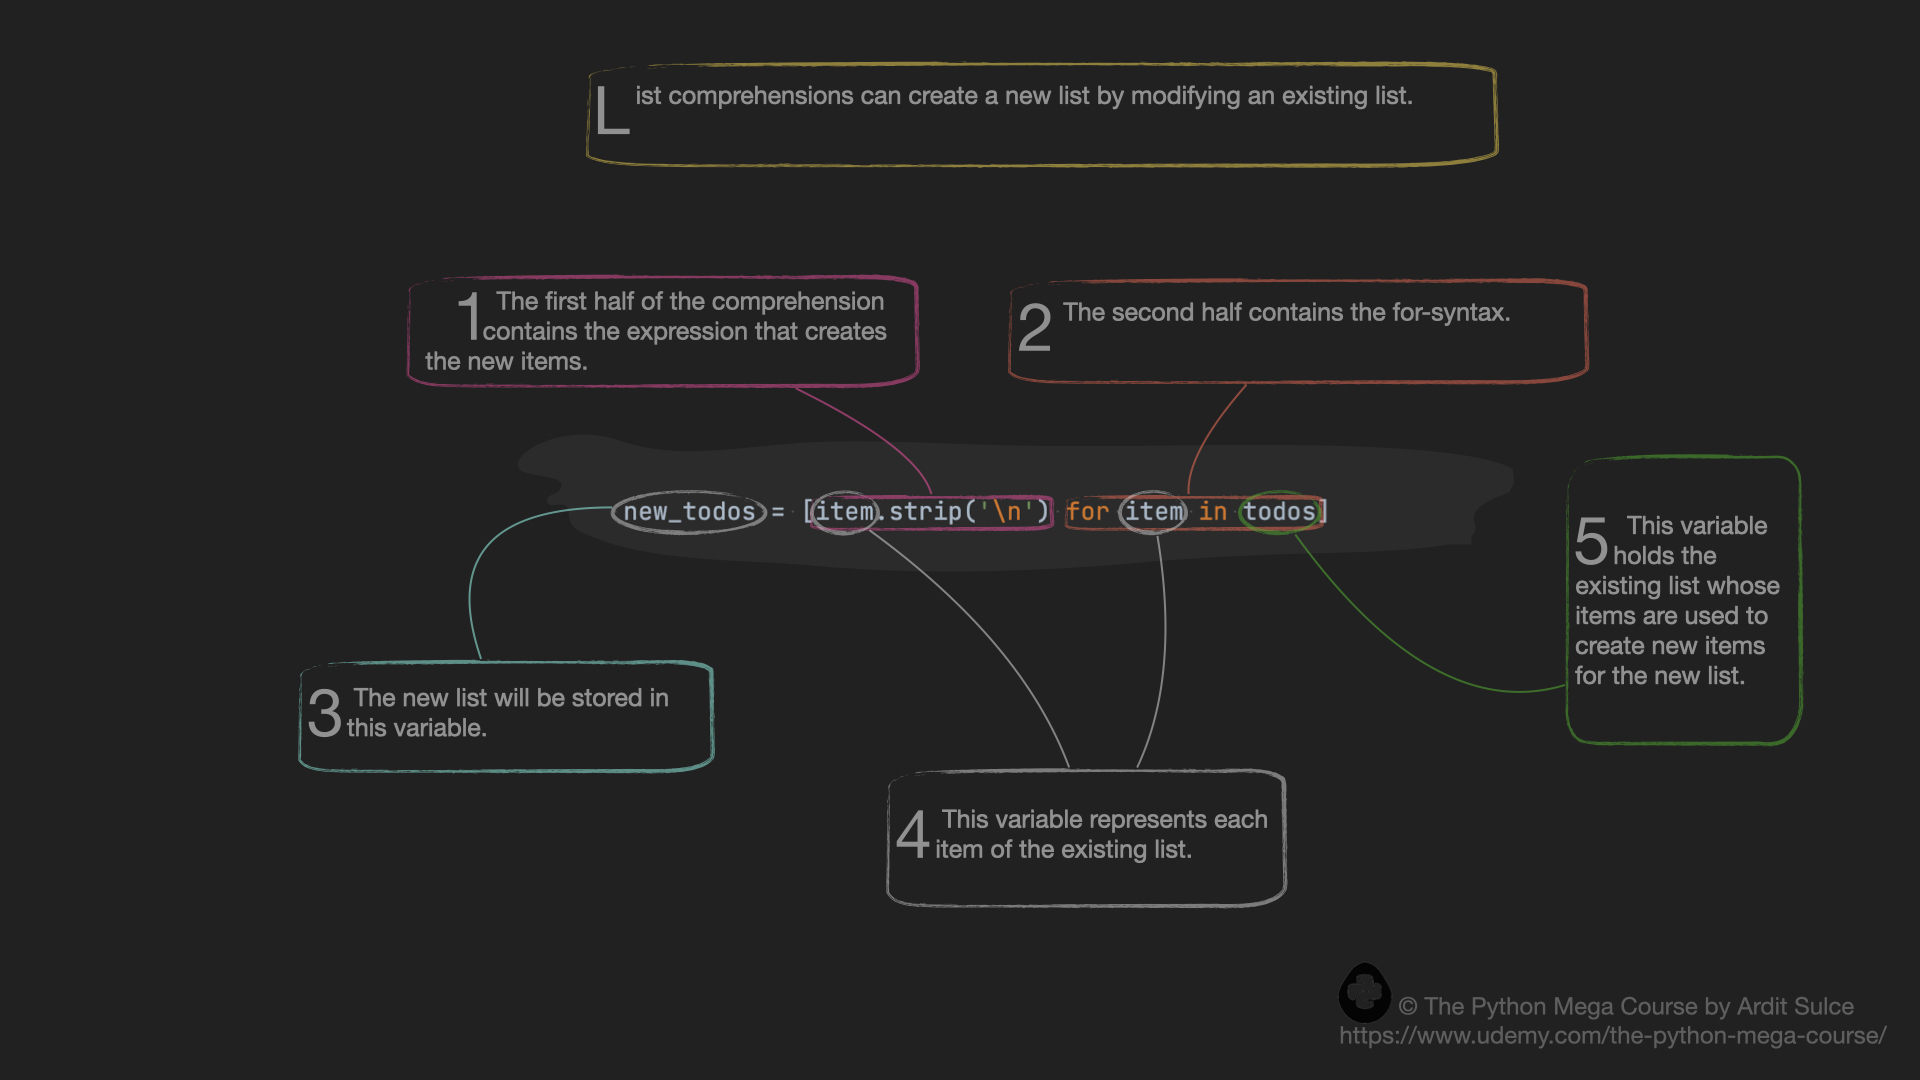 List comprehensions can create a new list by modifying an existing list.
1 The first half of the comprehension
contains the expression that creates
the new items.
2 The second half contains the for-syntax.
new_todos = [item.strip('\n') for item in todos]
5 This variable
holds the
existing list whose
items are used to
create new items
for the new list.
3 The new list will be stored in
this variable.
4 This variable represents each
item of the existing list.
© The Python Mega Course by Ardit Sulce
https://www.udemy.com/the-python-mega-course/